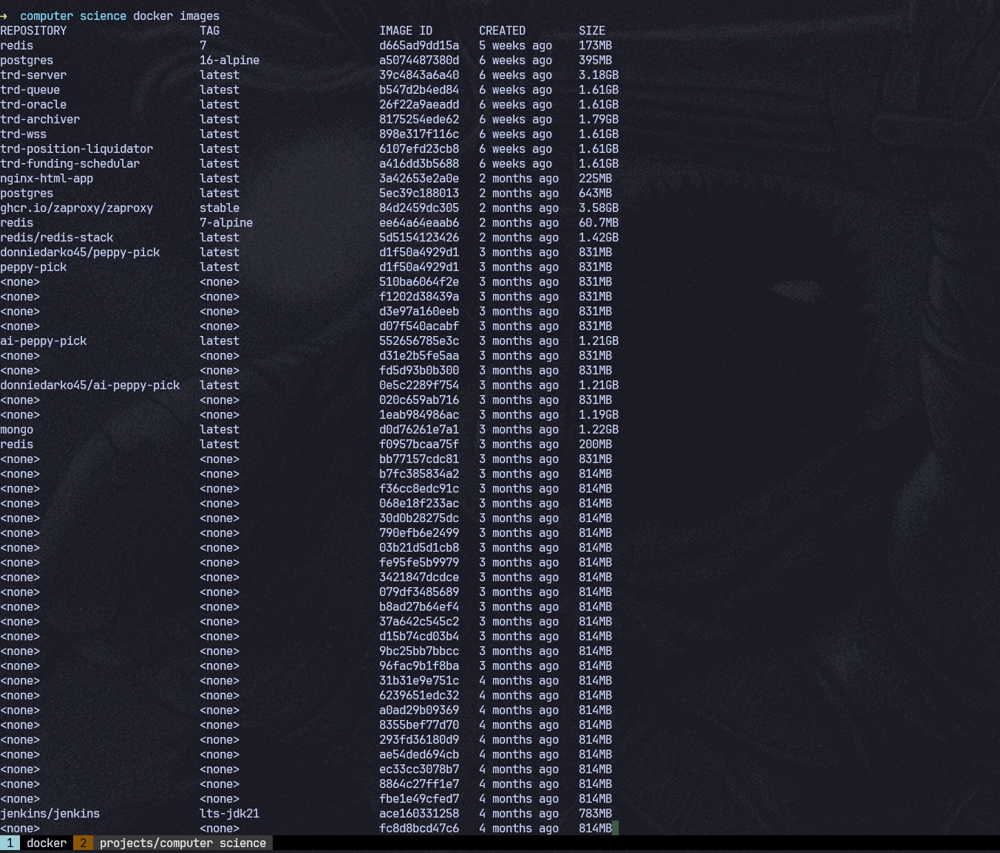 ➜  computer science docker images
REPOSITORY                    TAG                        IMAGE ID       CREATED        SIZE
redis                         7                          d665ad9dd15a   5 weeks ago    173MB
postgres                      16-alpine                  a5074487380d   6 weeks ago    395MB
trd-server                    latest                     39c4843a6a40   6 weeks ago    3.18GB
trd-queue                     latest                     b547d2b4ed84   6 weeks ago    1.61GB
trd-oracle                    latest                     26f22a9aeadd   6 weeks ago    1.61GB
trd-archiver                  latest                     8175254ede62   6 weeks ago    1.79GB
trd-wss                       latest                     898e317f116c   6 weeks ago    1.61GB
trd-position-liquidator       latest                     6107efd23cb8   6 weeks ago    1.61GB
trd-funding-schedular         latest                     a416dd3b5688   6 weeks ago    1.61GB
nginx-html-app                latest                     3a42653e2a0e   2 months ago   225MB
postgres                      latest                     5ec39c188013   2 months ago   643MB
ghcr.io/zaproxy/zaproxy       stable                     84d2459dc305   2 months ago   3.58GB
redis                         7-alpine                   ee64a64eaab6   2 months ago   60.7MB
redis/redis-stack             latest                     5d5154123426   2 months ago   1.42GB
donniedarko45/peppy-pick      latest                     d1f50a4929d1   3 months ago   831MB
peppy-pick                    latest                     d1f50a4929d1   3 months ago   831MB
<none>                        <none>                     510ba6064f2e   3 months ago   831MB
<none>                        <none>                     f1202d38439a   3 months ago   831MB
<none>                        <none>                     d3e97a160eeb   3 months ago   831MB
<none>                        <none>                     d07f540acabf   3 months ago   831MB
ai-peppy-pick                 latest                     552656785e3c   3 months ago   1.21GB
<none>                        <none>                     d31e2b5fe5aa   3 months ago   831MB
<none>                        <none>                     fd5d93b0b300   3 months ago   831MB
donniedarko45/ai-peppy-pick   latest                     0e5c2289f754   3 months ago   1.21GB
<none>                        <none>                     020c659ab716   3 months ago   831MB
<none>                        <none>                     1eab984986ac   3 months ago   1.19GB
mongo                         latest                     d0d76261e7a1   3 months ago   1.22GB
redis                         latest                     f0957bcaa75f   3 months ago   200MB
<none>                        <none>                     bb77157cdc81   3 months ago   831MB
<none>                        <none>                     b7fc385834a2   3 months ago   814MB
<none>                        <none>                     f36cc8edc91c   3 months ago   814MB
<none>                        <none>                     068e18f233ac   3 months ago   814MB
<none>                        <none>                     30d0b28275dc   3 months ago   814MB
<none>                        <none>                     790efb6e2499   3 months ago   814MB
<none>                        <none>                     03b21d5d1cb8   3 months ago   814MB
<none>                        <none>                     fe95fe5b9979   3 months ago   814MB
<none>                        <none>                     3421847dcdce   3 months ago   814MB
<none>                        <none>                     079df3485689   3 months ago   814MB
<none>                        <none>                     b8ad27b64ef4   3 months ago   814MB
<none>                        <none>                     37a642c545c2   3 months ago   814MB
<none>                        <none>                     d15b74cd03b4   3 months ago   814MB
<none>                        <none>                     9bc25bb7bbcc   3 months ago   814MB
<none>                        <none>                     96fac9b1f8ba   3 months ago   814MB
<none>                        <none>                     31b31e9e751c   4 months ago   814MB
<none>                        <none>                     6239651edc32   4 months ago   814MB
<none>                        <none>                     a0ad29b09369   4 months ago   814MB
<none>                        <none>                     8355bef77d70   4 months ago   814MB
<none>                        <none>                     293fd36180d9   4 months ago   814MB
<none>                        <none>                     ae54ded694cb   4 months ago   814MB
<none>                        <none>                     ec33cc3078b7   4 months ago   814MB
<none>                        <none>                     8864c27ff1e7   4 months ago   814MB
<none>                        <none>                     fbe1e49cfed7   4 months ago   814MB
jenkins/jenkins               lts-jdk21                  ace160331258   4 months ago   783MB
<none>                        <none>                     fc8d8bcd47c6   4 months ago   814MB
1 docker 2 projects/computer science